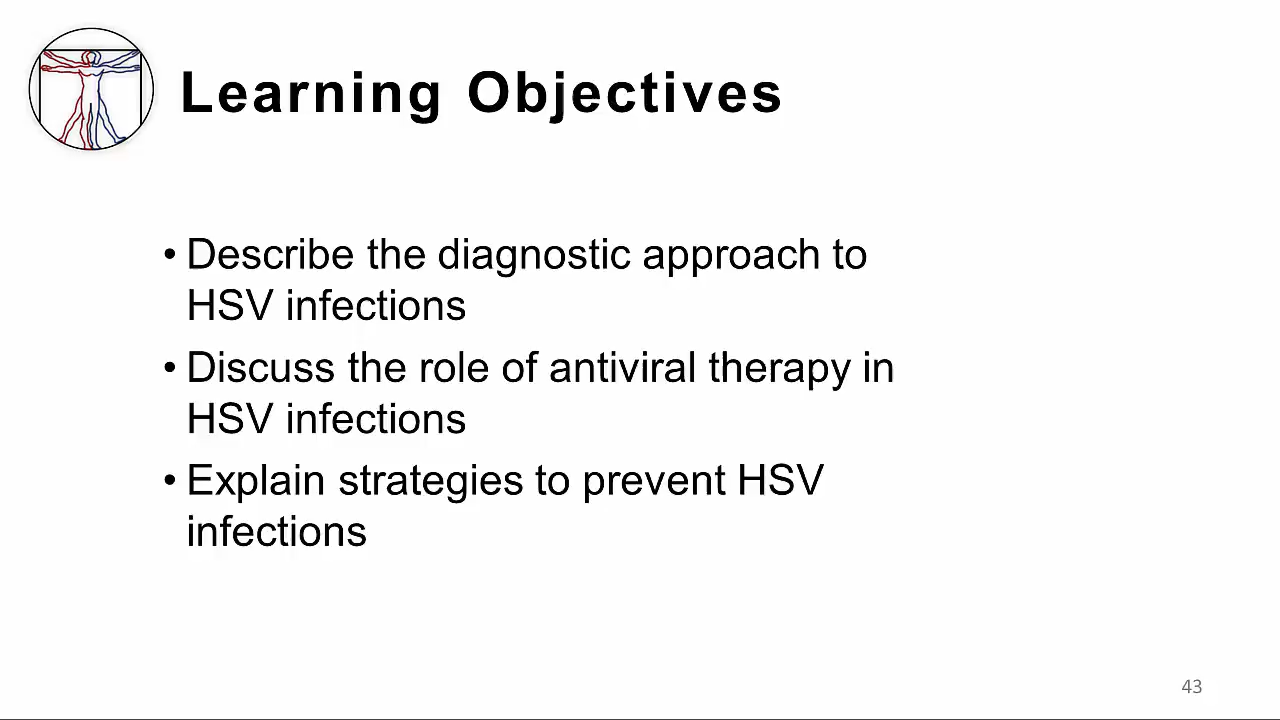 Learning Objectives
• Describe the diagnostic approach to
HSV infections
• Discuss the role of antiviral therapy in
HSV infections
• Explain strategies to prevent HSV
infections
43